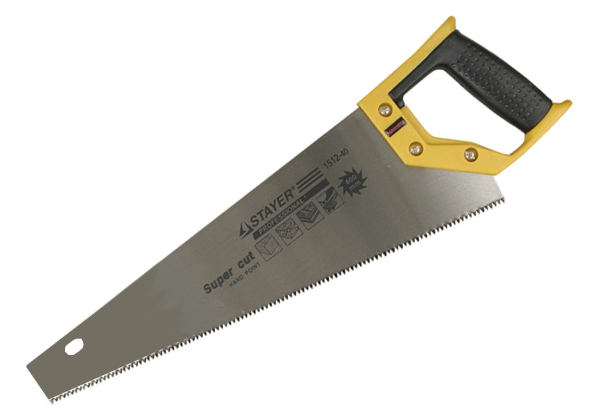 1512-40
STAYER®
PROFESSIONAL
Super cut
HARD POINT